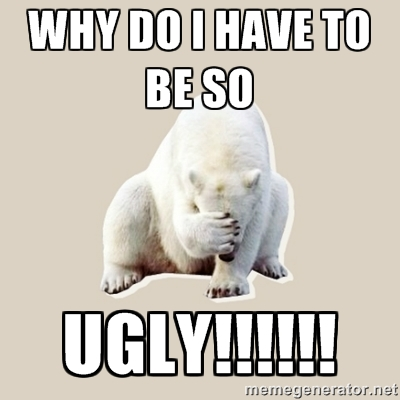 WHY DO I HAVE TO
BE SO
UGLY!!!!!!
memegenerator.net